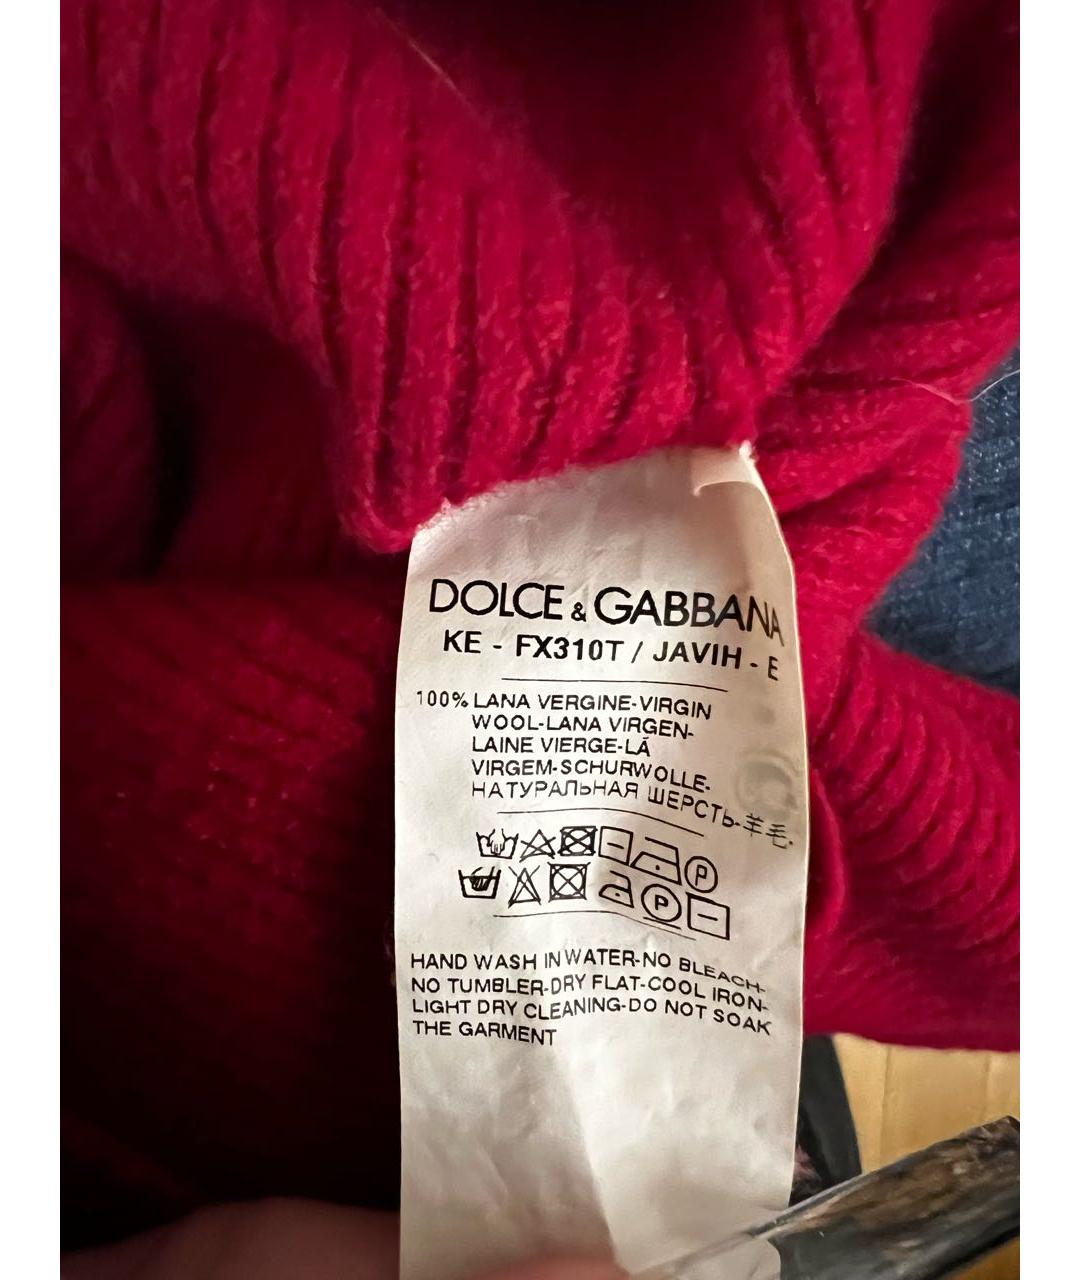 DOLCE & GABBANA
KE - FX310T / JAVIH - E
100% LANA VERGINE-VIRGIN
WOOL-LANA VIRGEN-
LAINE VIERGE-LÃ
VIRGEM-SCHURWOLLE-
НАТУРАЛЬНАЯ ШЕРСТЬ-羊毛.
P
P
HAND WASH IN WATER-NO BLEACH-
NO TUMBLER-DRY FLAT-COOL IRON-
LIGHT DRY CLEANING-DO NOT SOAK
THE GARMENT